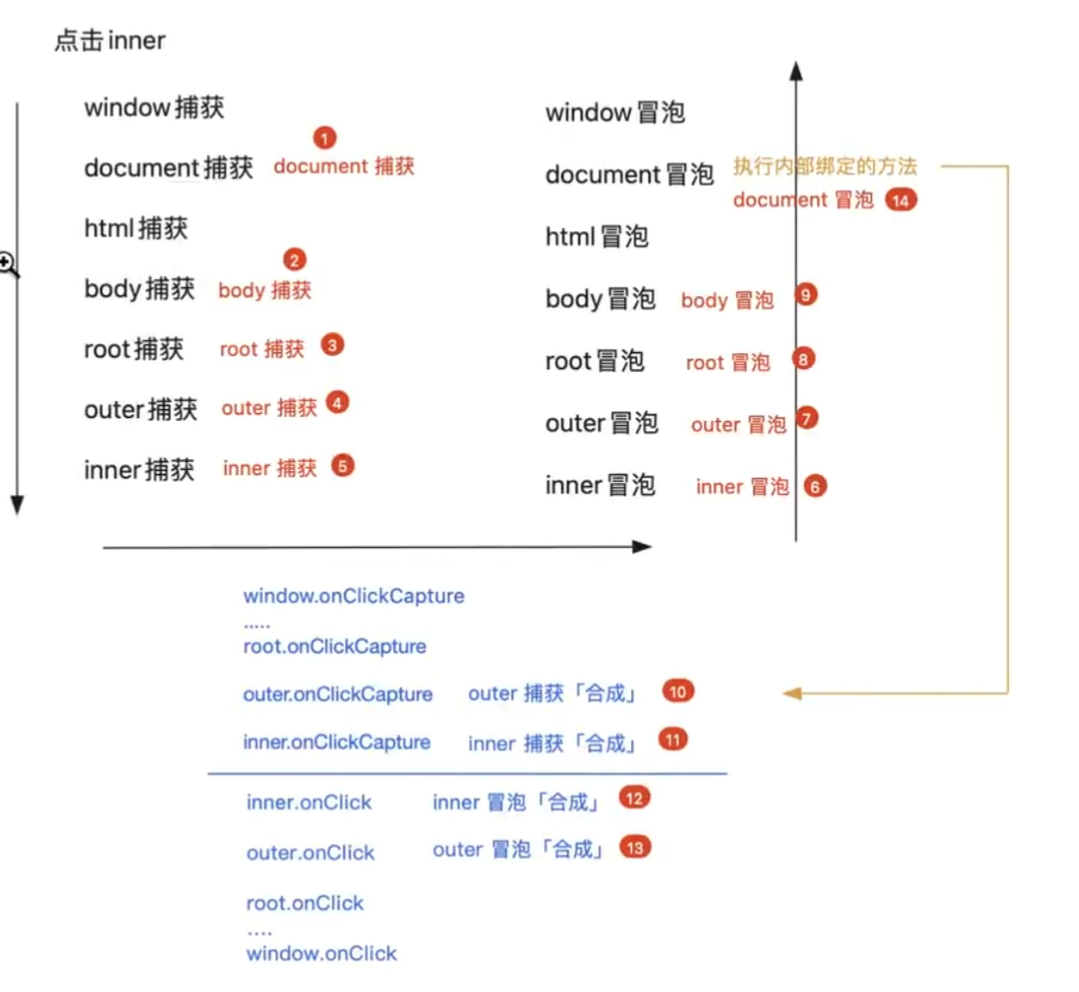 点击inner
window捕获
1
document捕获 document 捕获
html捕获
2
body捕获 body 捕获
root捕获 root 捕获 3
outer捕获 outer 捕获 4
inner捕获 inner 捕获 5
window冒泡
document冒泡 执行内部绑定的方法
document 冒泡 14
html冒泡
body冒泡 body 冒泡 9
root冒泡 root 冒泡 8
outer冒泡 outer 冒泡 7
inner冒泡 inner 冒泡 6
window.onClickCapture
.....
root.onClickCapture
outer.onClickCapture outer 捕获「合成」 10
inner.onClickCapture inner 捕获「合成」 11
inner.onClick inner 冒泡「合成」 12
outer.onClick outer 冒泡「合成」 13
root.onClick
....
window.onClick